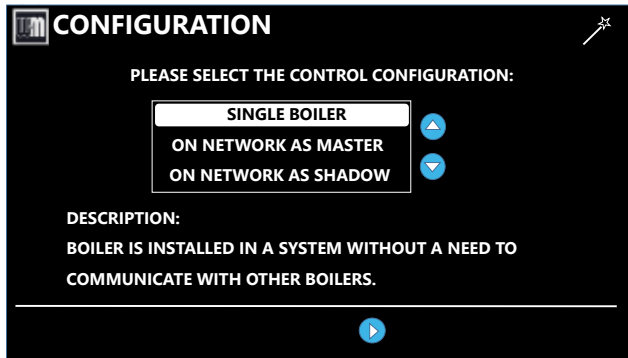 WM CONFIGURATION
PLEASE SELECT THE CONTROL CONFIGURATION:
SINGLE BOILER
ON NETWORK AS MASTER
ON NETWORK AS SHADOW
DESCRIPTION:
BOILER IS INSTALLED IN A SYSTEM WITHOUT A NEED TO
COMMUNICATE WITH OTHER BOILERS.